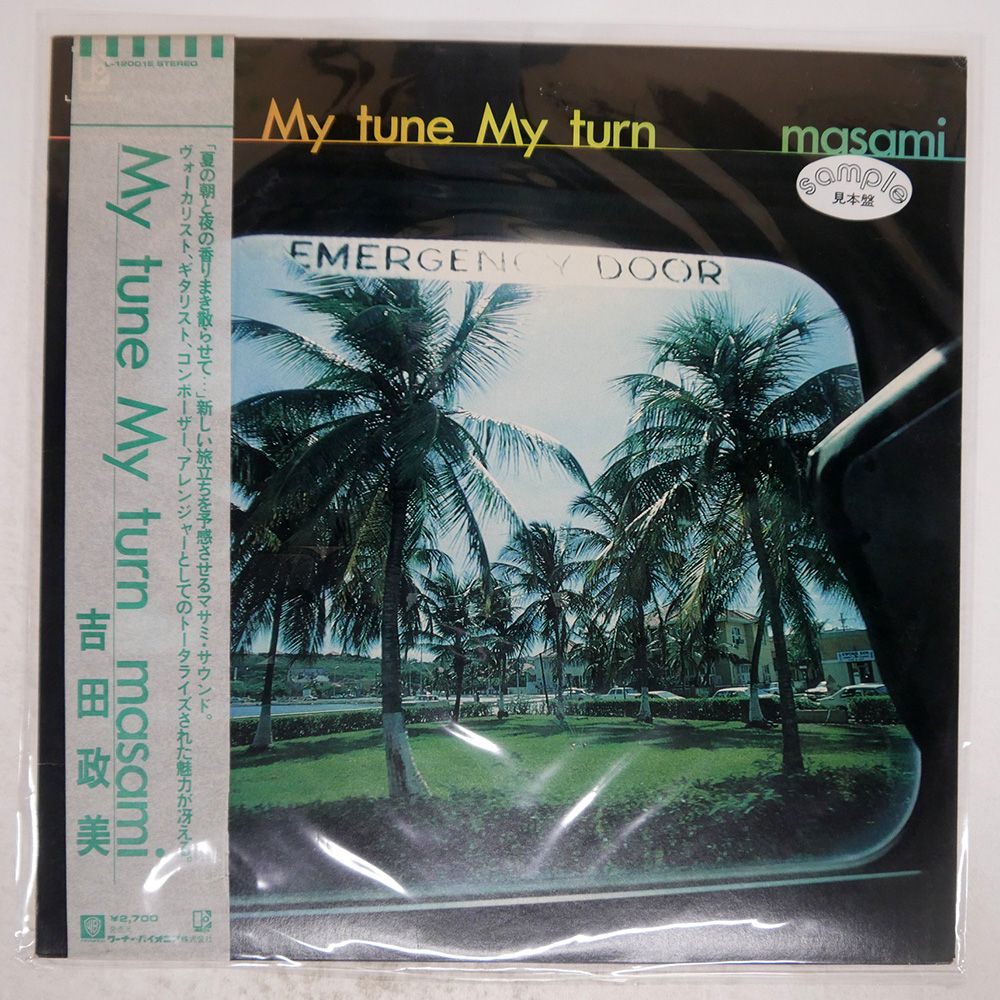 L-12001E STEREO
My tune My turn masami
sample
見本盤
EMERGENCY DOOR
「夏の朝と夜の香りまき散らせて…」新しい旅立ちを予感させるマサミ・サウンド。
ヴォーカリスト、ギタリスト、コンポーザー、アレンジャーとしてのトータライズされた魅力が冴える。
My tune My turn masami
吉田政美
¥2,700
ワーナー・パイオニア株式会社